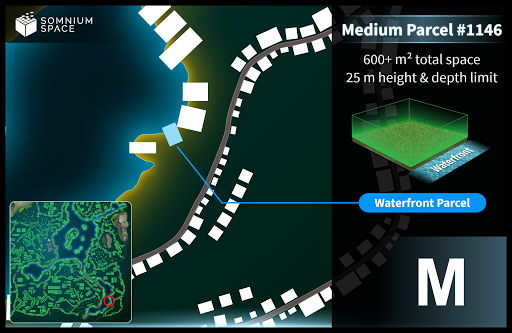 SOMNIUM
SPACE
Medium Parcel #1146
600+ m² total space
25 m height & depth limit
Waterfront
Waterfront Parcel
M